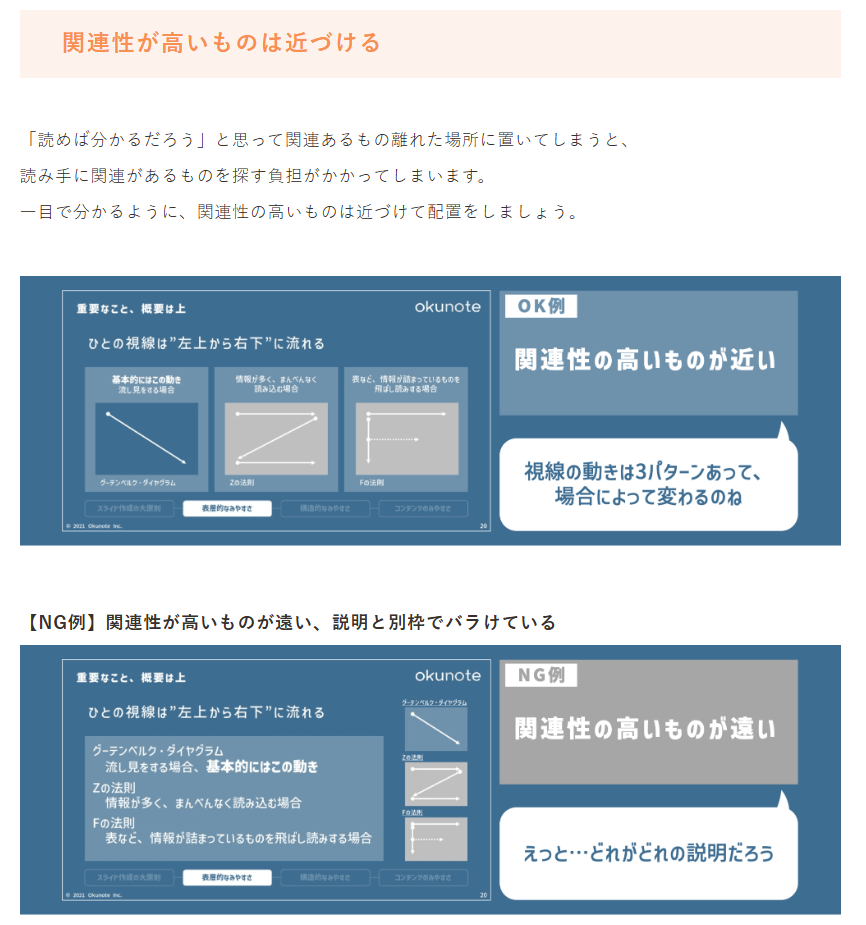 関連性が高いものは近づける
「読めば分かるだろう」と思って関連あるもの離れた場所に置いてしまうと、
読み手に関連があるものを探す負担がかかってしまいます。
一目で分かるように、関連性の高いものは近づけて配置をしましょう。
重要なこと、概要は上
okunote
ひとの視線は”左上から右下”に流れる
基本的にはこの動き
流し見をする場合
グーテンベルク・ダイヤグラム
情報が多く、まんべんなく
読み込む場合
Zの法則
表など、情報が詰まっているものを
飛ばし読みする場合
Fの法則
スライド作成の大原則
表層的なみやすさ
構造的なみやすさ
コンテンツのみやすさ
© 2021 Okunote Inc.
20
OK例
関連性の高いものが近い
視線の動きは3パターンあって、
場合によって変わるのね
【NG例】関連性が高いものが遠い、説明と別枠でバラけている
重要なこと、概要は上
okunote
ひとの視線は”左上から右下”に流れる
グーテンベルク・ダイヤグラム
流し見をする場合、基本的にはこの動き
Zの法則
情報が多く、まんべんなく読み込む場合
Fの法則
表など、情報が詰まっているものを飛ばし読みする場合
グーテンベルク・ダイヤグラム
Zの法則
Fの法則
スライド作成の大原則
表層的なみやすさ
構造的なみやすさ
コンテンツのみやすさ
© 2021 Okunote Inc.
20
NG例
関連性の高いものが遠い
えっと…どれがどれの説明だろう